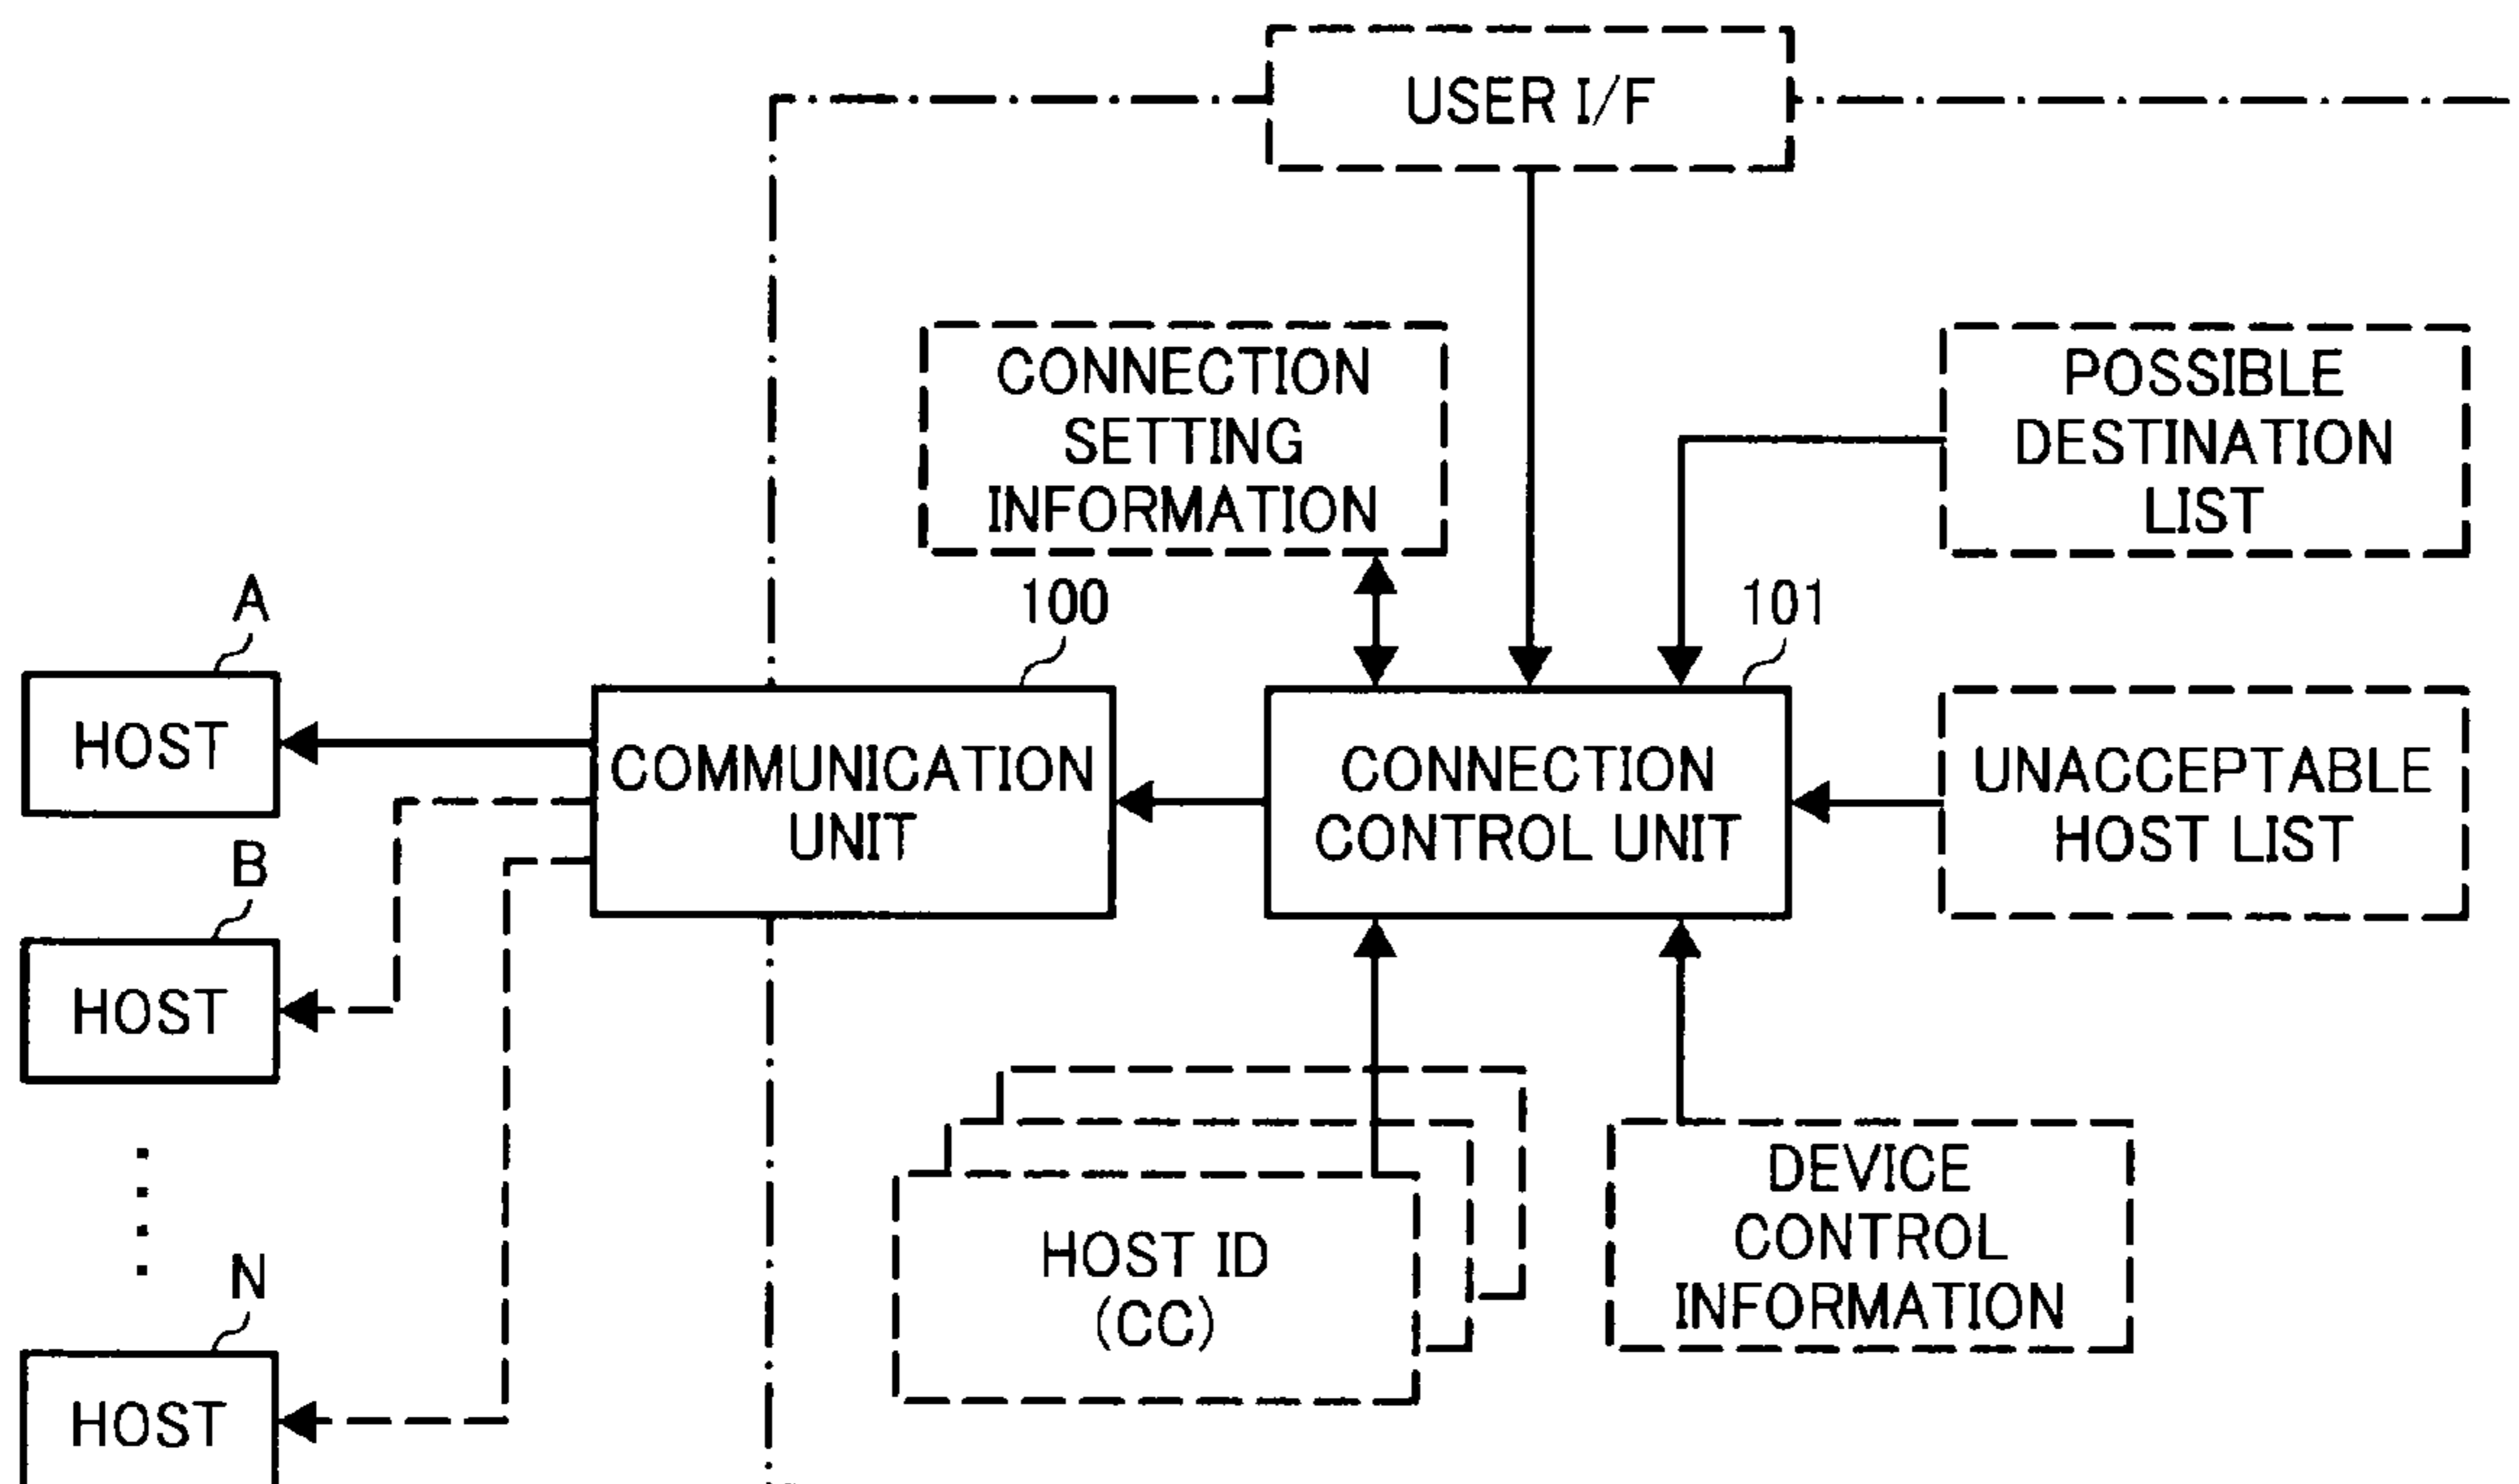 USER I/F
CONNECTION
SETTING
INFORMATION
POSSIBLE
DESTINATION
LIST
A
100
101
HOST
COMMUNICATION
UNIT
CONNECTION
CONTROL UNIT
UNACCEPTABLE
HOST LIST
B
HOST
HOST ID
(CC)
DEVICE
CONTROL
INFORMATION
N
HOST